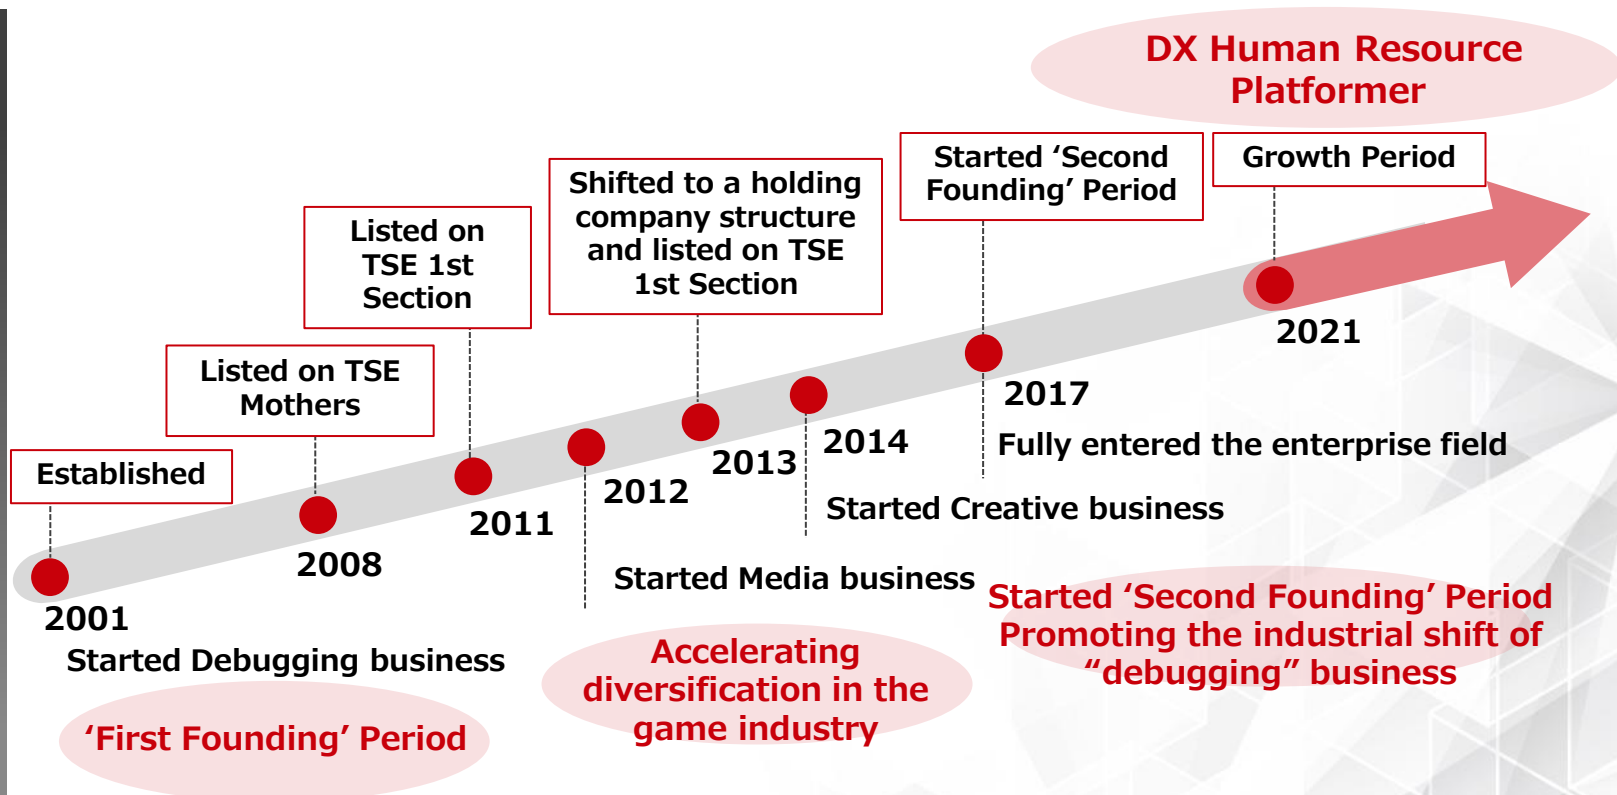 DX Human Resource
Platformer
Started ‘Second
Founding’ Period
Growth Period
Shifted to a holding
company structure
and listed on TSE
1st Section
Listed on
TSE 1st
Section
Listed on TSE
Mothers
Established
2021
2017
Fully entered the enterprise field
2014
Started Creative business
2013
2012
Started Media business
2011
2008
2001
Started Debugging business
‘First Founding’ Period
Accelerating
diversification in the
game industry
Started ‘Second Founding’ Period
Promoting the industrial shift of
“debugging” business